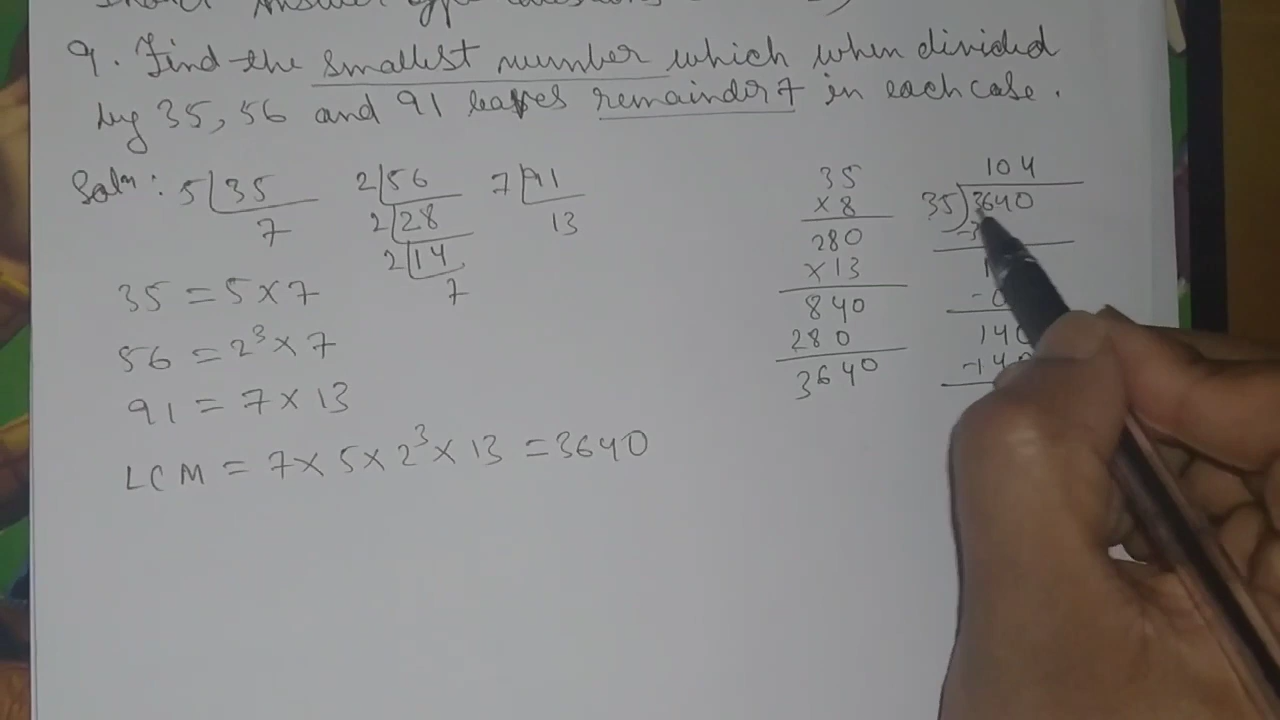 Answer type questions
9. Find the smallest number which when divided
by 35, 56 and 91 leaves remainder 7 in each case.
Solⁿ : 5 | 35
7
2 | 56
2 | 28
2 | 14
7
7 | 91
13
35 = 5 × 7
56 = 2³ × 7
91 = 7 × 13
LCM = 7 × 5 × 2³ × 13 = 3640
35
× 8
280
× 13
840
280
3640
104
35)3640
140